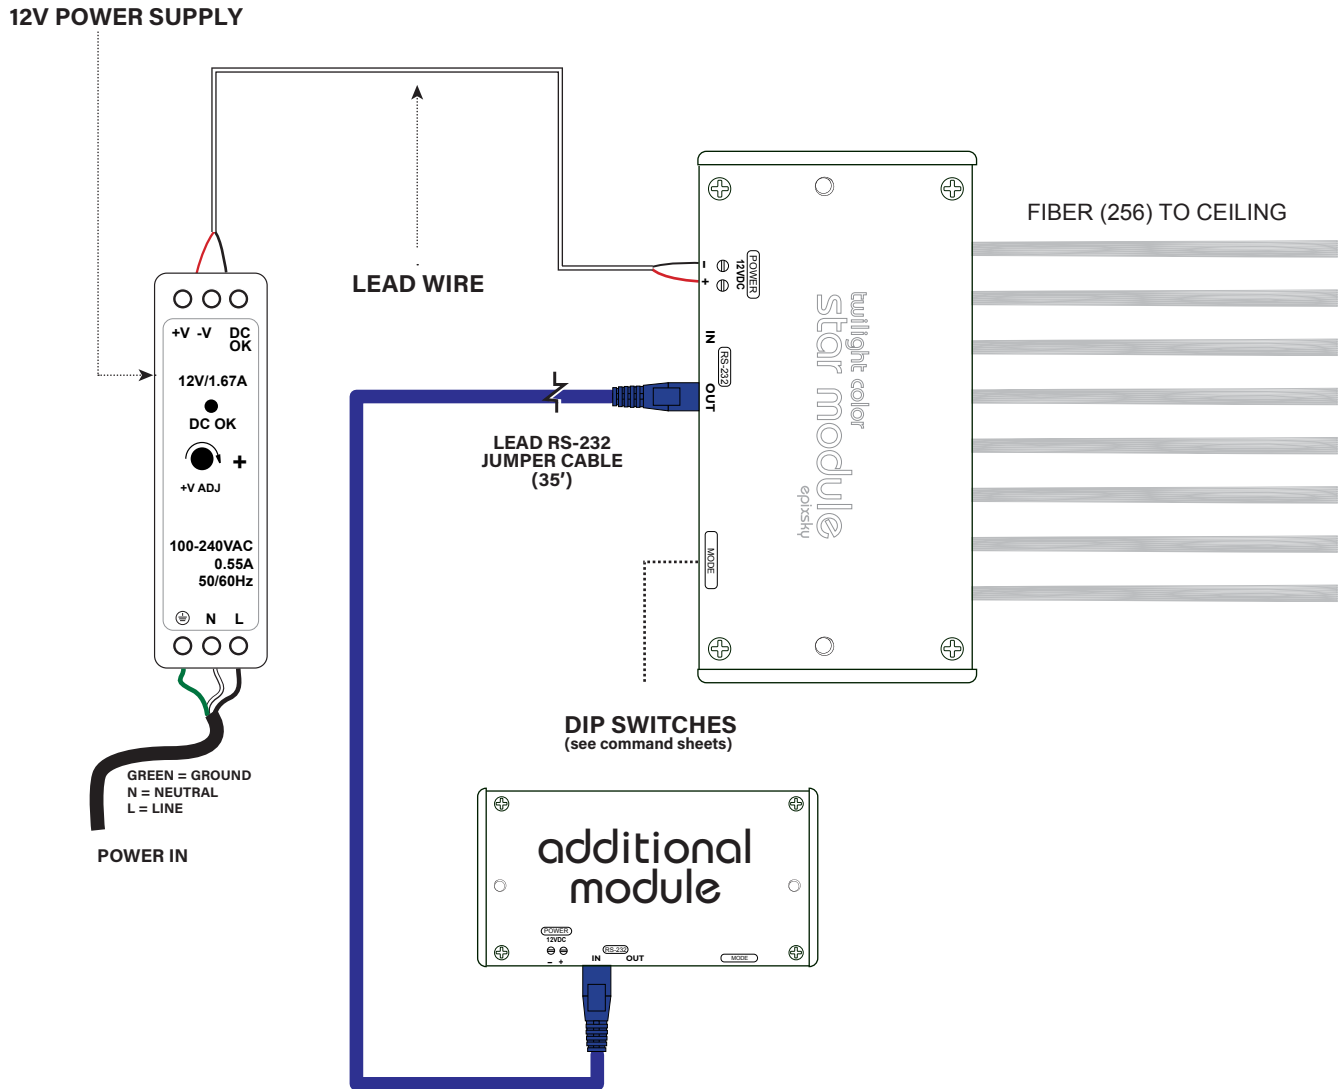 12V POWER SUPPLY
LEAD WIRE
+V -V DC
OK
12V/1.67A
DC OK
+
+V ADJ
100-240VAC
0.55A
50/60Hz
N L
GREEN = GROUND
N = NEUTRAL
L = LINE
POWER IN
- +
POWER
12VDC
IN
RS-232
OUT
MODE
twilight color
star module
epixsky
FIBER (256) TO CEILING
LEAD RS-232
JUMPER CABLE
(35')
DIP SWITCHES
(see command sheets)
additional
module
POWER
12VDC
- +
RS-232
IN OUT
MODE